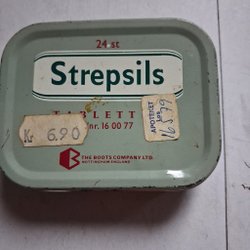 24 st
Strepsils
TABLETT
nr. 16 00 77
Kr 6.90
APOTEKET
THE BOOTS COMPANY LTD.
NOTTINGHAM ENGLAND